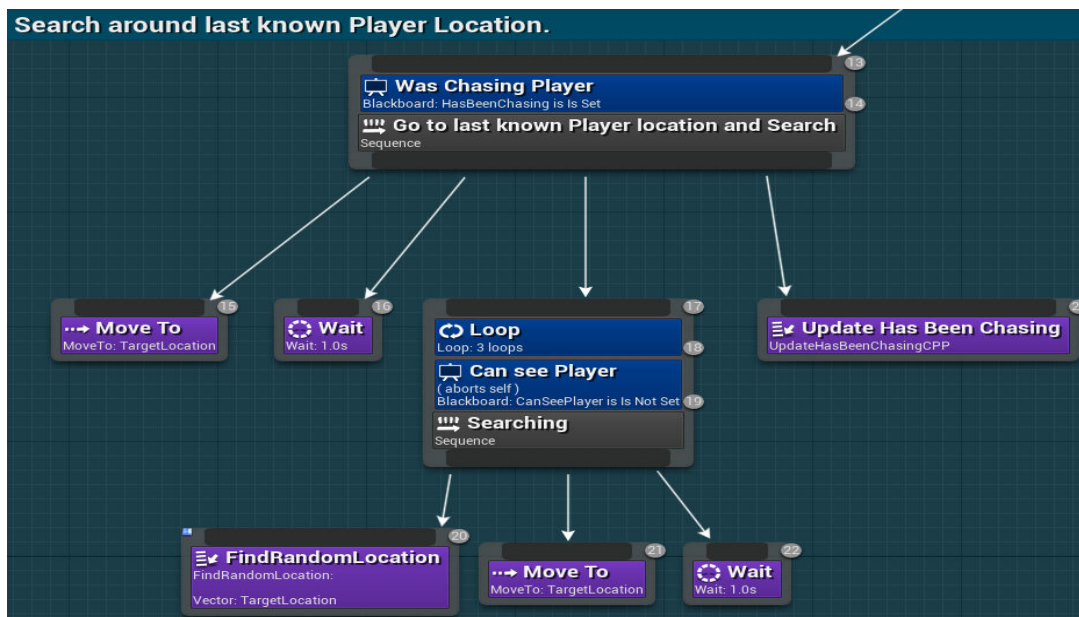 Search around last known Player Location.
13
Was Chasing Player
Blackboard: HasBeenChasing is Is Set
14
Go to last known Player location and Search
Sequence
15
Move To
MoveTo: TargetLocation
16
Wait
Wait: 1.0s
17
Loop
Loop: 3 loops
18
Can see Player
( aborts self )
Blackboard: CanSeePlayer is Is Not Set
19
Searching
Sequence
Update Has Been Chasing
UpdateHasBeenChasingCPP
20
FindRandomLocation
FindRandomLocation:
Vector: TargetLocation
21
Move To
MoveTo: TargetLocation
22
Wait
Wait: 1.0s